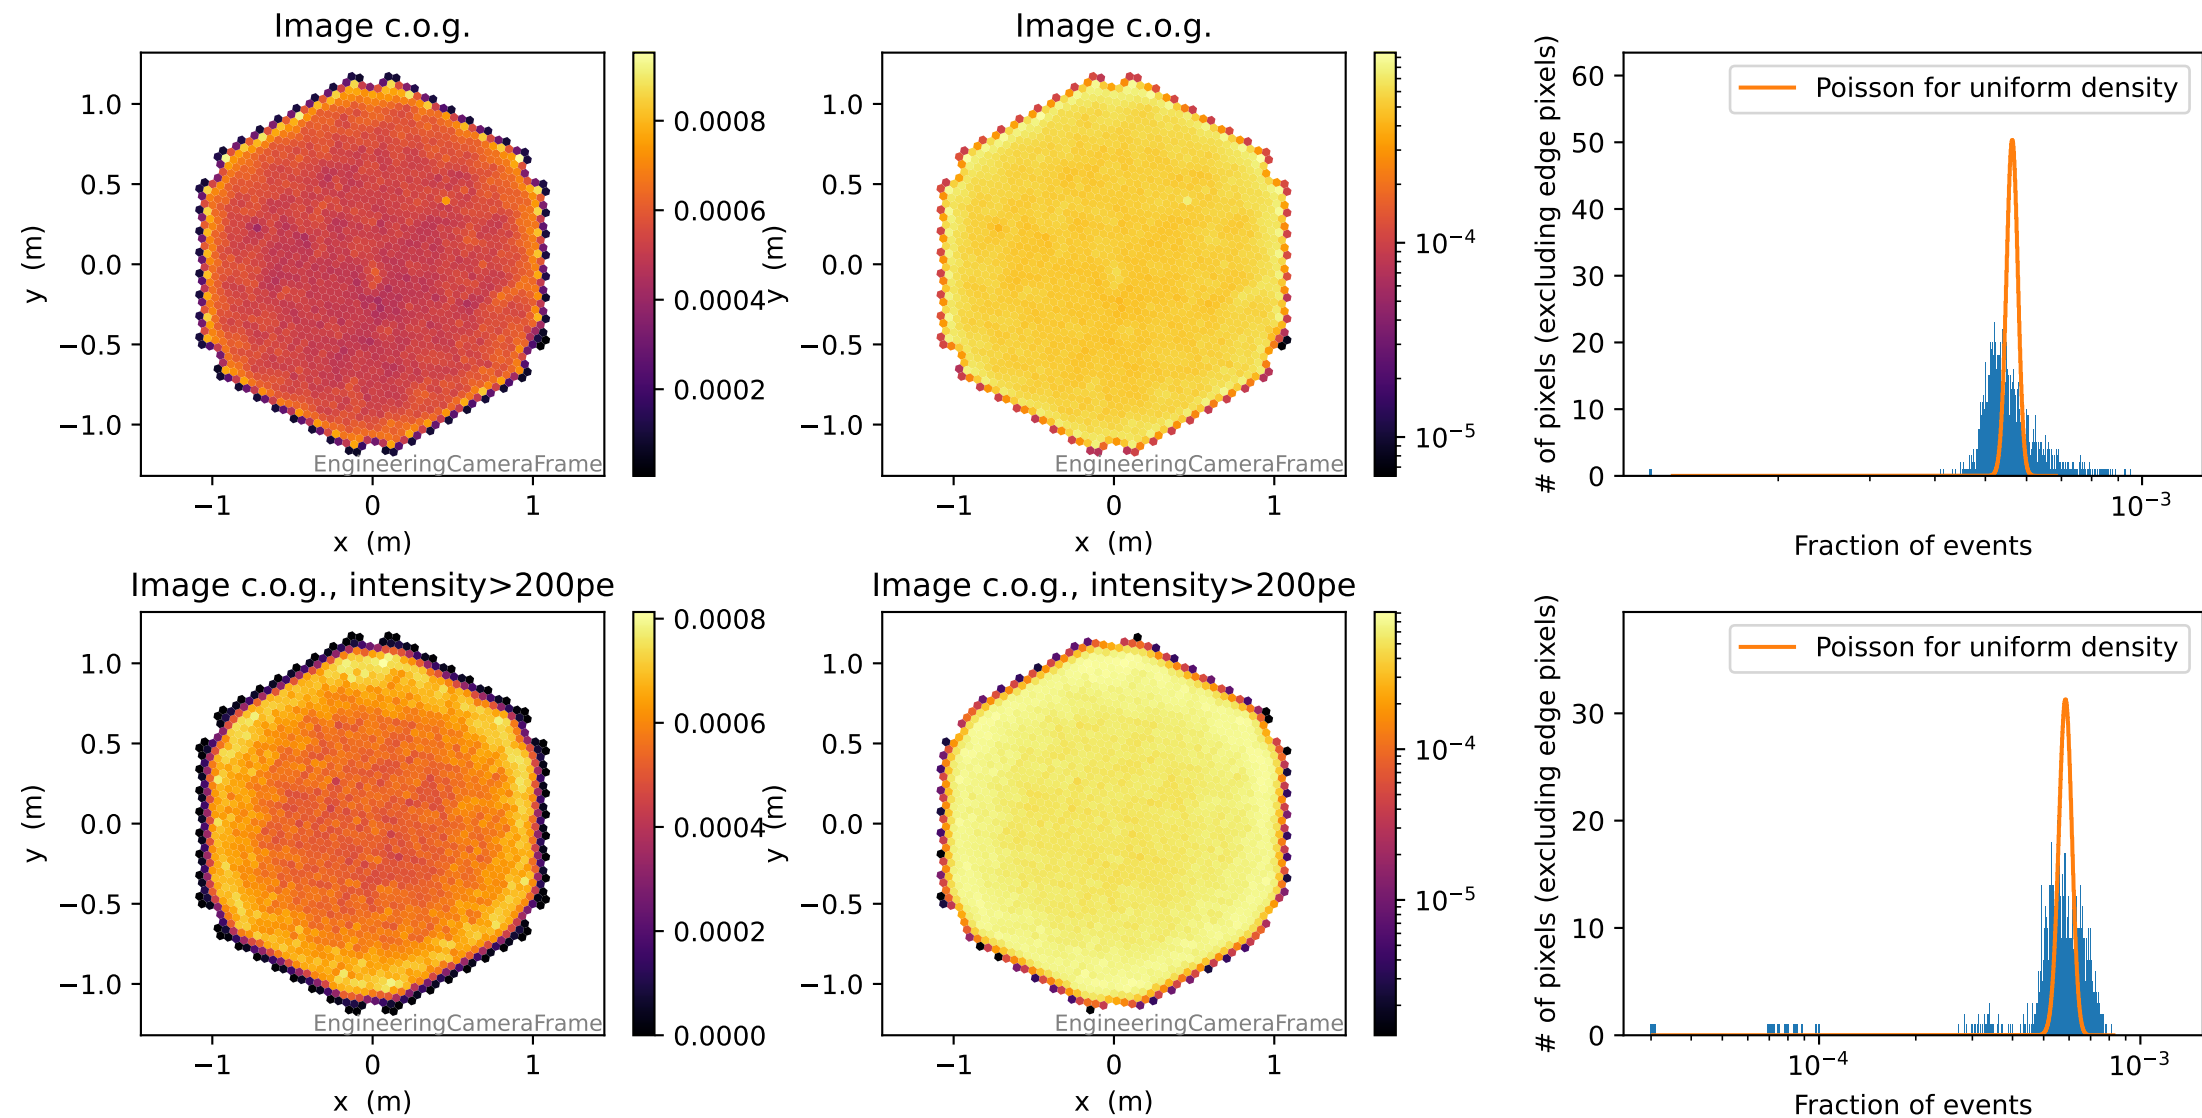 Image c.o.g.
y (m)
1.0
0.5
0.0
−0.5
−1.0
−1
0
1
x (m)
EngineeringCameraFrame
0.0008
0.0006
0.0004
0.0002
Image c.o.g.
y (m)
1.0
0.5
0.0
−0.5
−1.0
−1
0
1
x (m)
EngineeringCameraFrame
10⁻⁴
10⁻⁵
# of pixels (excluding edge pixels)
60
50
40
30
20
10
0
Poisson for uniform density
10⁻³
Fraction of events
Image c.o.g., intensity>200pe
y (m)
1.0
0.5
0.0
−0.5
−1.0
−1
0
1
x (m)
EngineeringCameraFrame
0.0008
0.0006
0.0004
0.0002
0.0000
Image c.o.g., intensity>200pe
y (m)
1.0
0.5
0.0
−0.5
−1.0
−1
0
1
x (m)
EngineeringCameraFrame
10⁻⁴
10⁻⁵
# of pixels (excluding edge pixels)
30
20
10
0
Poisson for uniform density
10⁻⁴
10⁻³
Fraction of events